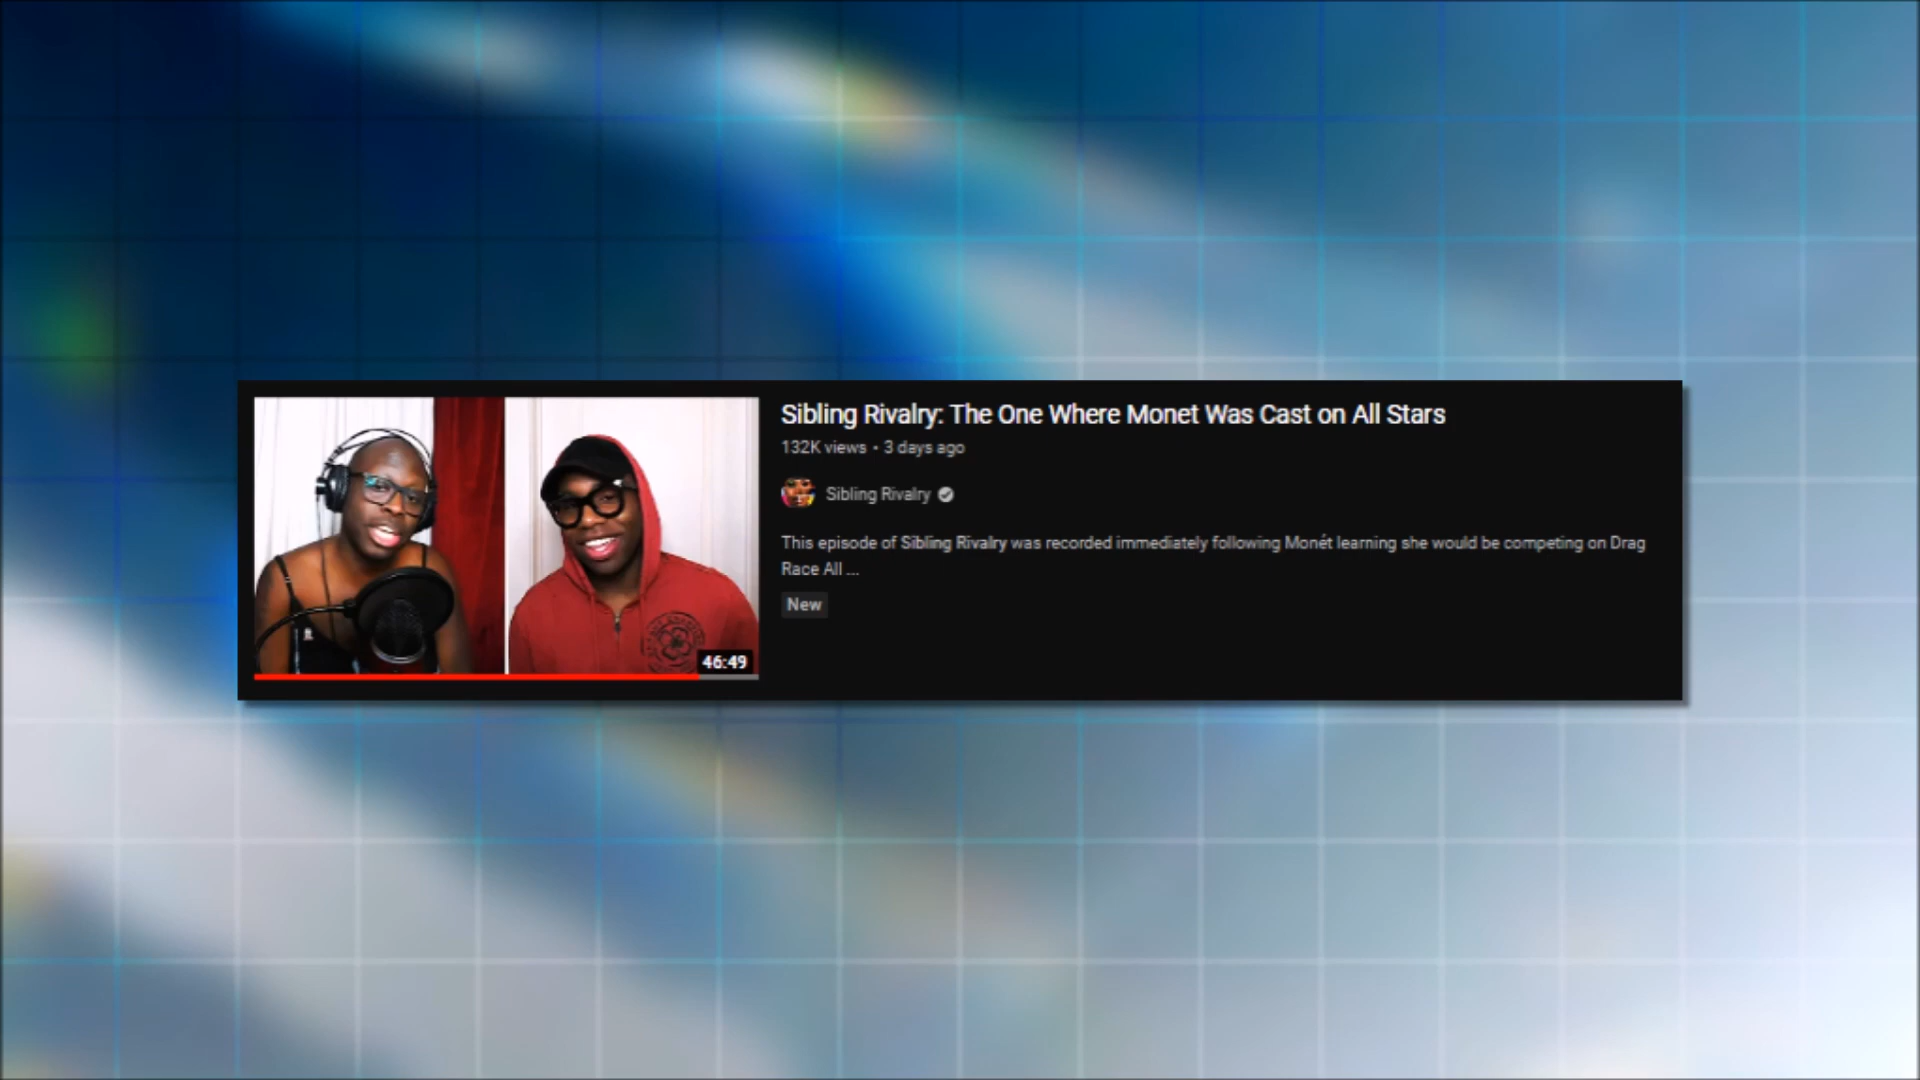 Sibling Rivalry: The One Where Monet Was Cast on All Stars
132K views • 3 days ago
Sibling Rivalry
This episode of Sibling Rivalry was recorded immediately following Monét learning she would be competing on Drag
Race All ...
New
46:49